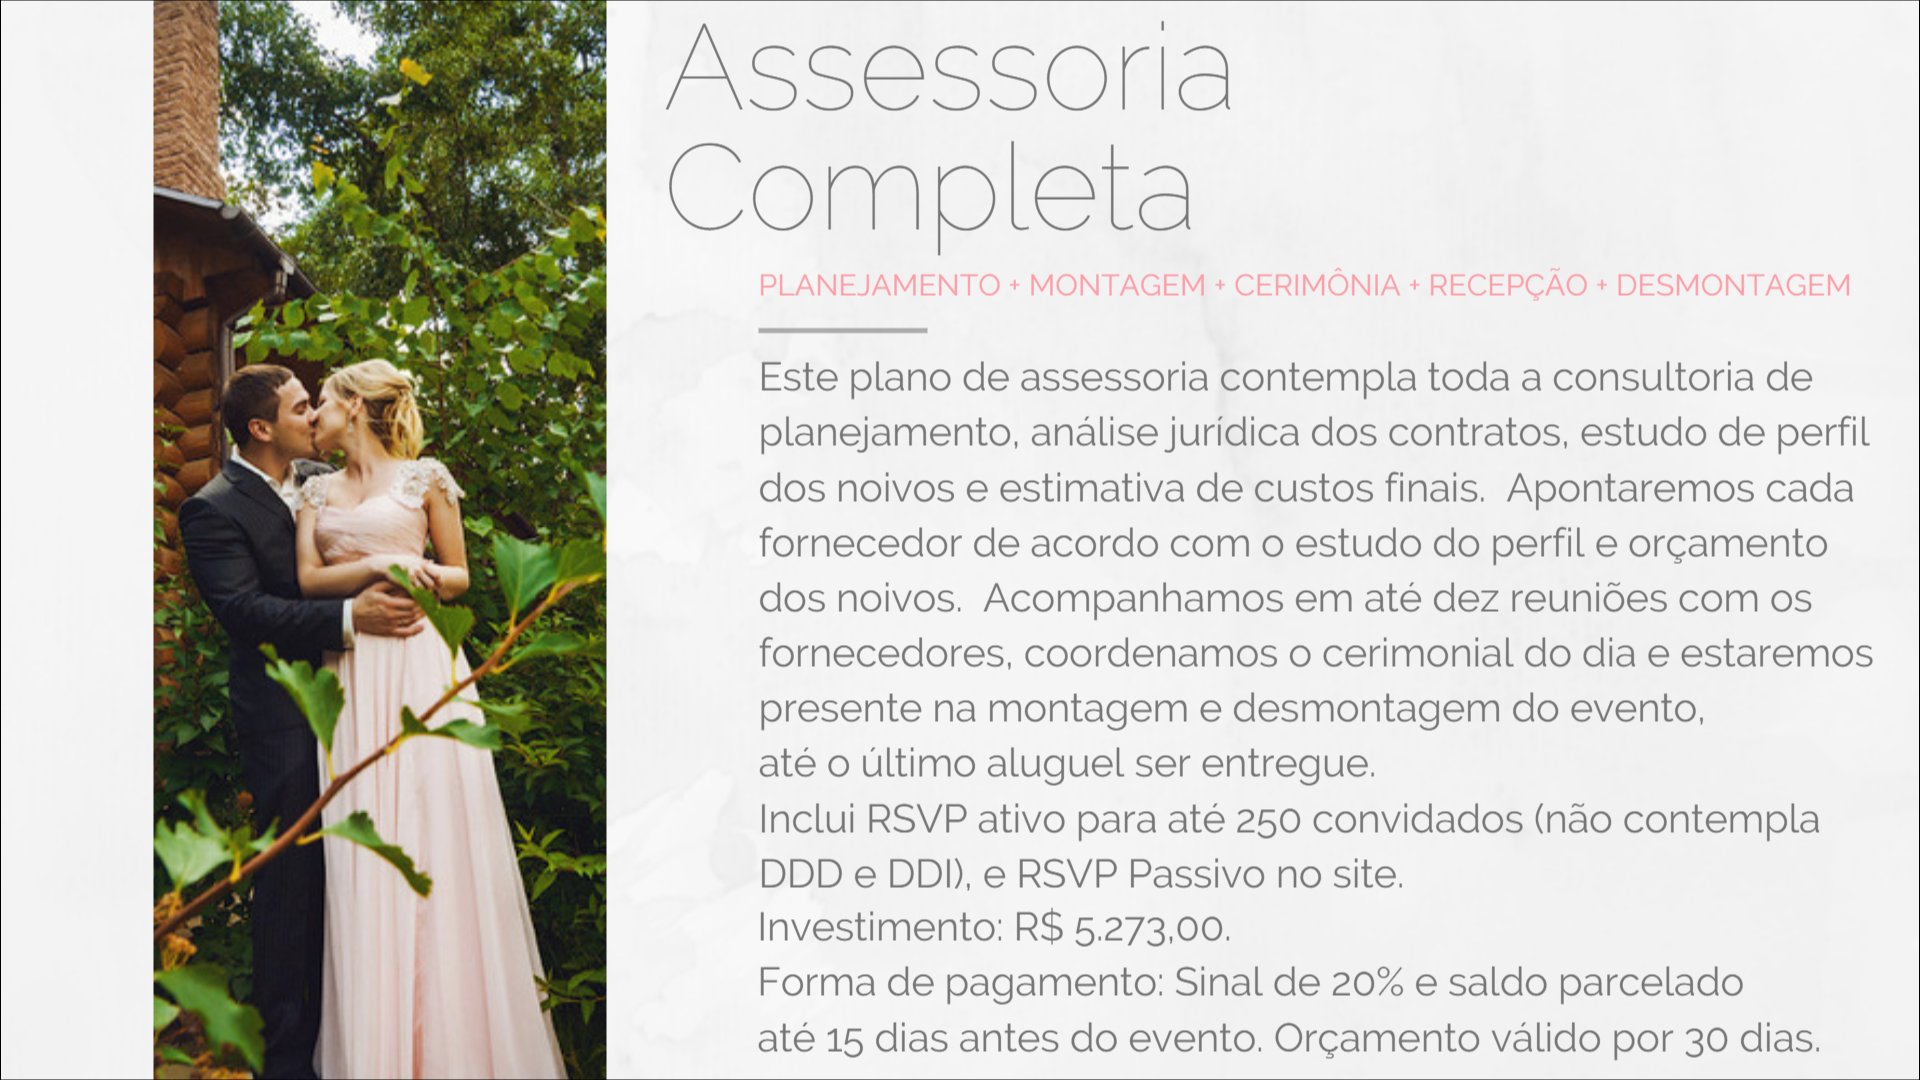 Assessoria
Completa
PLANEJAMENTO + MONTAGEM + CERIMÔNIA + RECEPÇÃO + DESMONTAGEM
Este plano de assessoria contempla toda a consultoria de
planejamento, análise jurídica dos contratos, estudo de perfil
dos noivos e estimativa de custos finais.  Apontaremos cada
fornecedor de acordo com o estudo do perfil e orçamento
dos noivos.  Acompanhamos em até dez reuniões com os
fornecedores, coordenamos o cerimonial do dia e estaremos
presente na montagem e desmontagem do evento,
até o último aluguel ser entregue.
Inclui RSVP ativo para até 250 convidados (não contempla
DDD e DDI), e RSVP Passivo no site.
Investimento: R$ 5.273,00.
Forma de pagamento: Sinal de 20% e saldo parcelado
até 15 dias antes do evento. Orçamento válido por 30 dias.